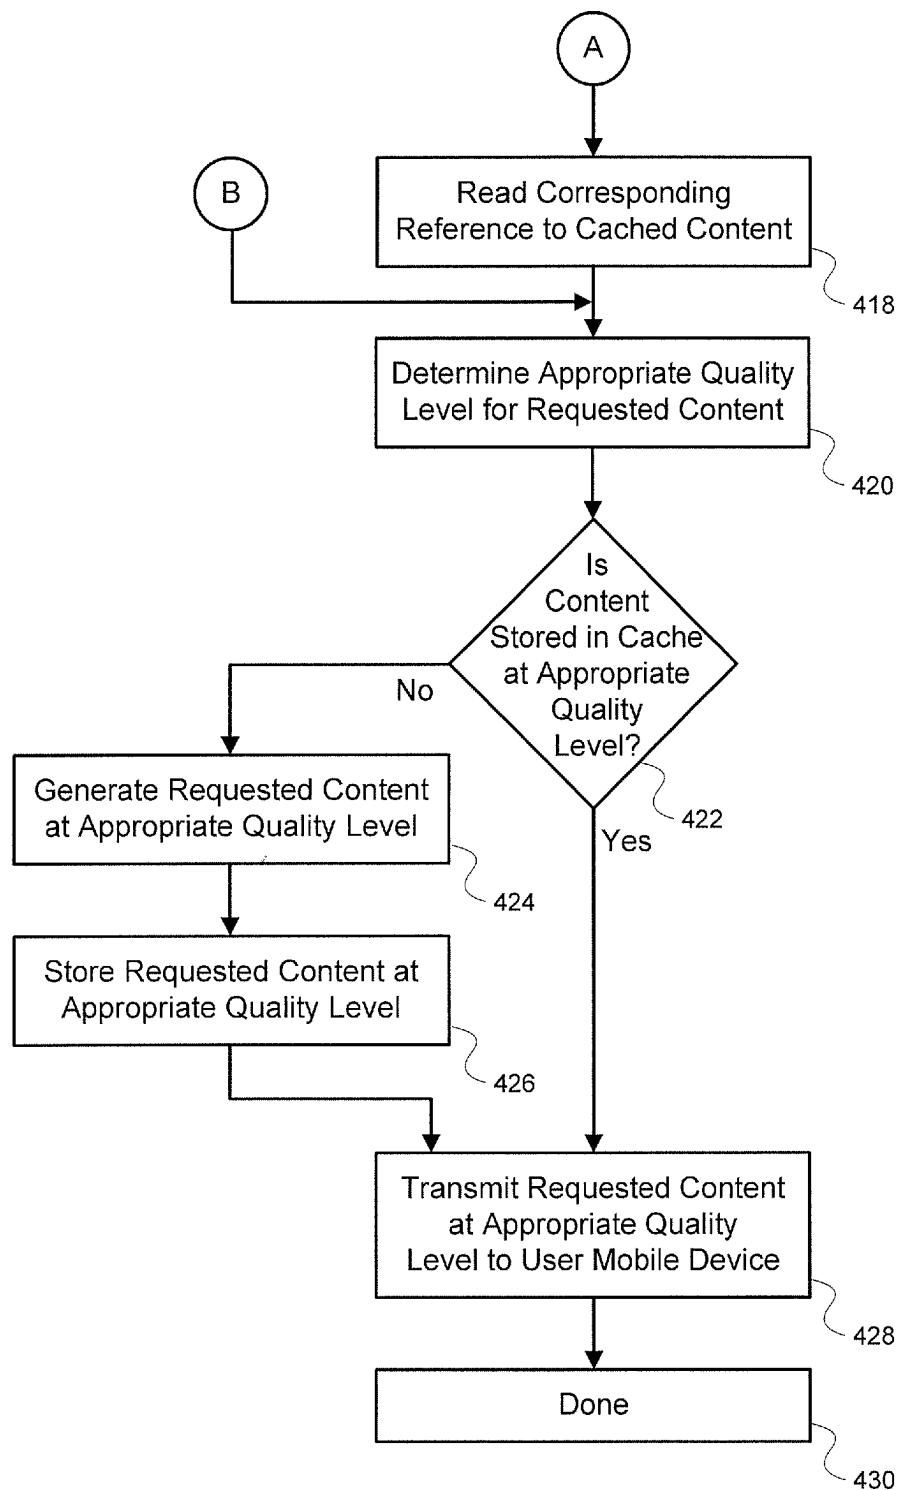 A
B
Read Corresponding
Reference to Cached Content
418
Determine Appropriate Quality
Level for Requested Content
420
Is
Content
Stored in Cache
at Appropriate
Quality
Level?
422
No
Yes
Generate Requested Content
at Appropriate Quality Level
424
Store Requested Content at
Appropriate Quality Level
426
Transmit Requested Content
at Appropriate Quality
Level to User Mobile Device
428
Done
430